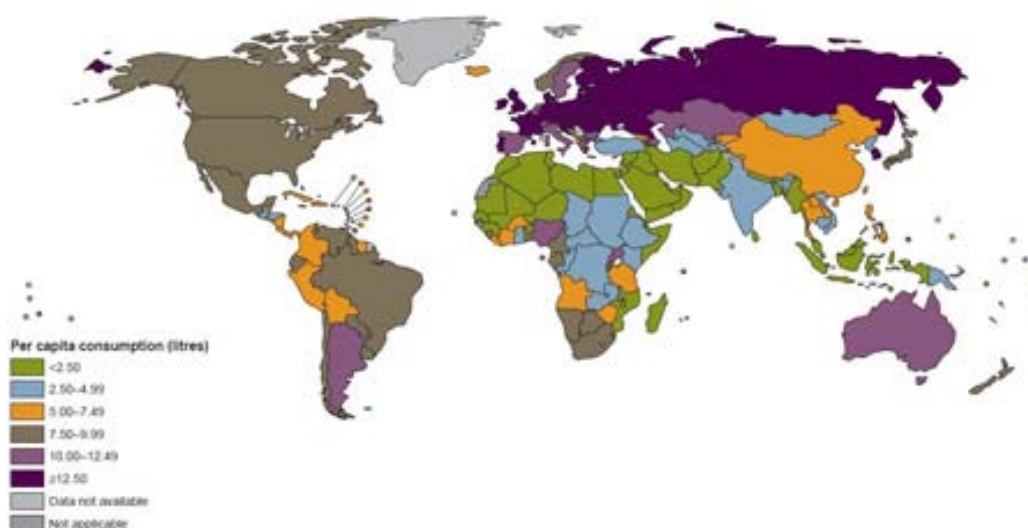 Per capita consumption (litres)
<2.50
2.50–4.99
5.00–7.49
7.50–9.99
10.00–12.49
≥12.50
Data not available
Not applicable